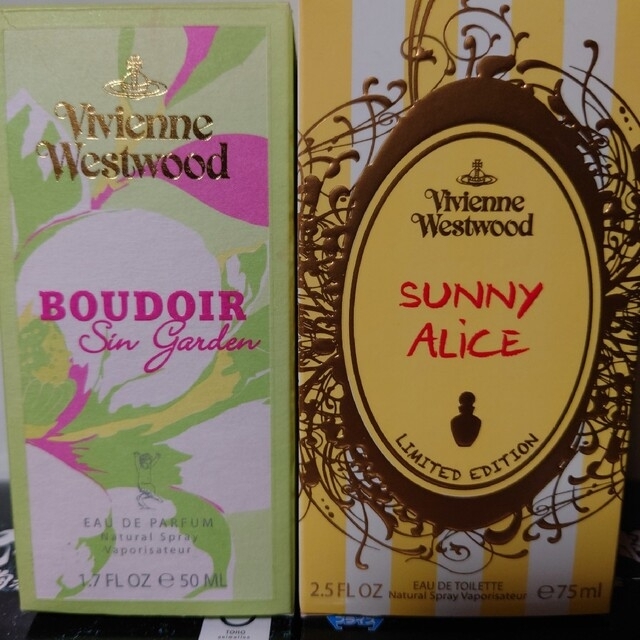 Vivienne
Westwood
BOUDOIR
Sin Garden
EAU DE PARFUM
Natural Spray
Vaporisateur
1.7 FL OZ ℮ 50 ML
Vivienne
Westwood
SUNNY
ALiCE
LIMITED EDITION
2.5 FL OZ EAU DE TOILETTE
Natural Spray Vaporisateur ℮75ml